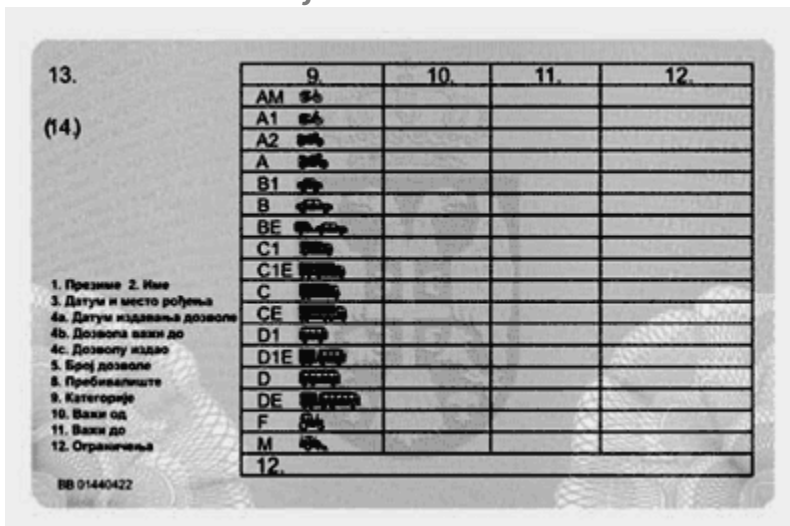 13.
(14.)
9. 10. 11. 12.
AM
A1
A2
A
B1
B
BE
C1
C1E
C
CE
D1
D1E
D
DE
F
M
12.
1. Презиме 2. Име
3. Датум и место рођења
4a. Датум издавања дозволе
4b. Дозвола важи до
4c. Дозволу издао
5. Број дозволе
8. Пребивалиште
9. Категорије
10. Важи од
11. Важи до
12. Ограничења
BB 01440422